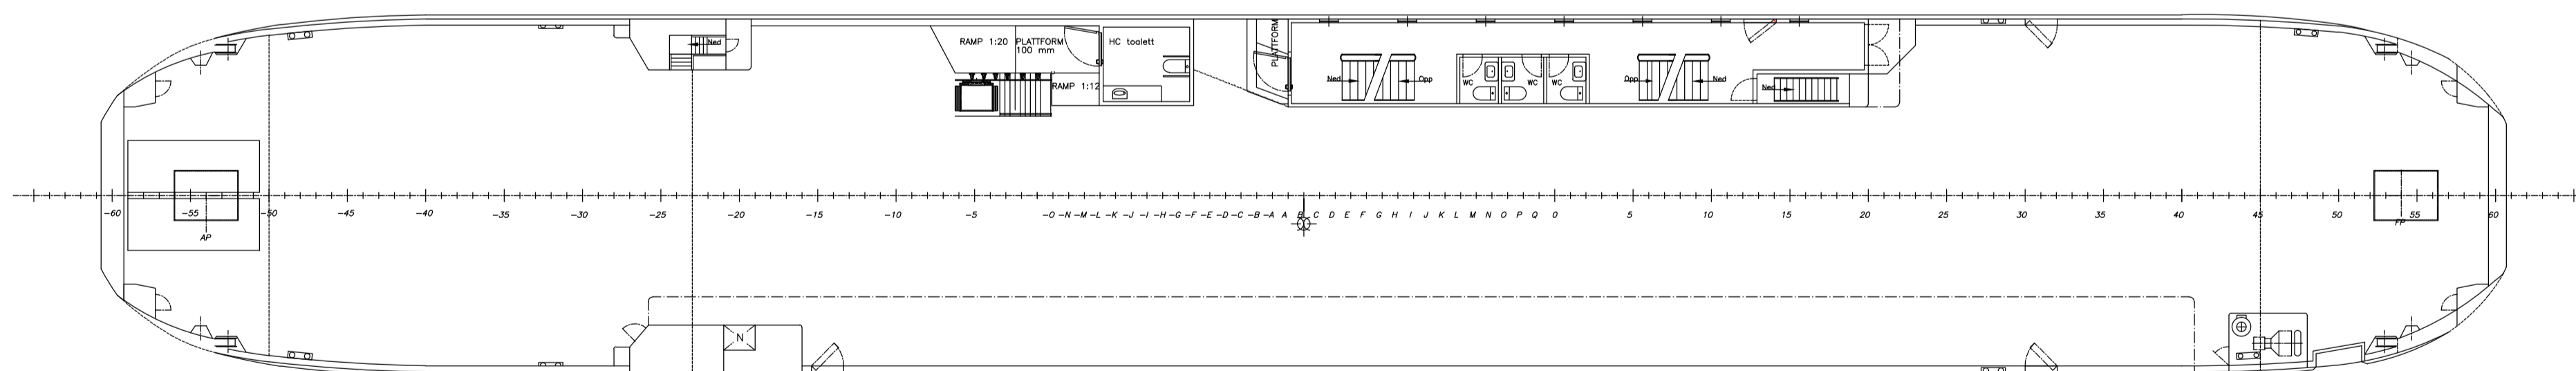 Ned
RAMP 1:20 PLATTFORM
100 mm
HC toalett
PLATTFORM
RAMP 1:12
Ned
Opp
WC
WC
WC
Opp
Ned
Ned
-60 -55 -50 -45 -40 -35 -30 -25 -20 -15 -10 -5 -O -N -M -L -K -J -I -H -G -F -E -D -C -B -A A B C D E F G H I J K L M N O P Q 0 5 10 15 20 25 30 35 40 45 50 55 60
AP
FP
N